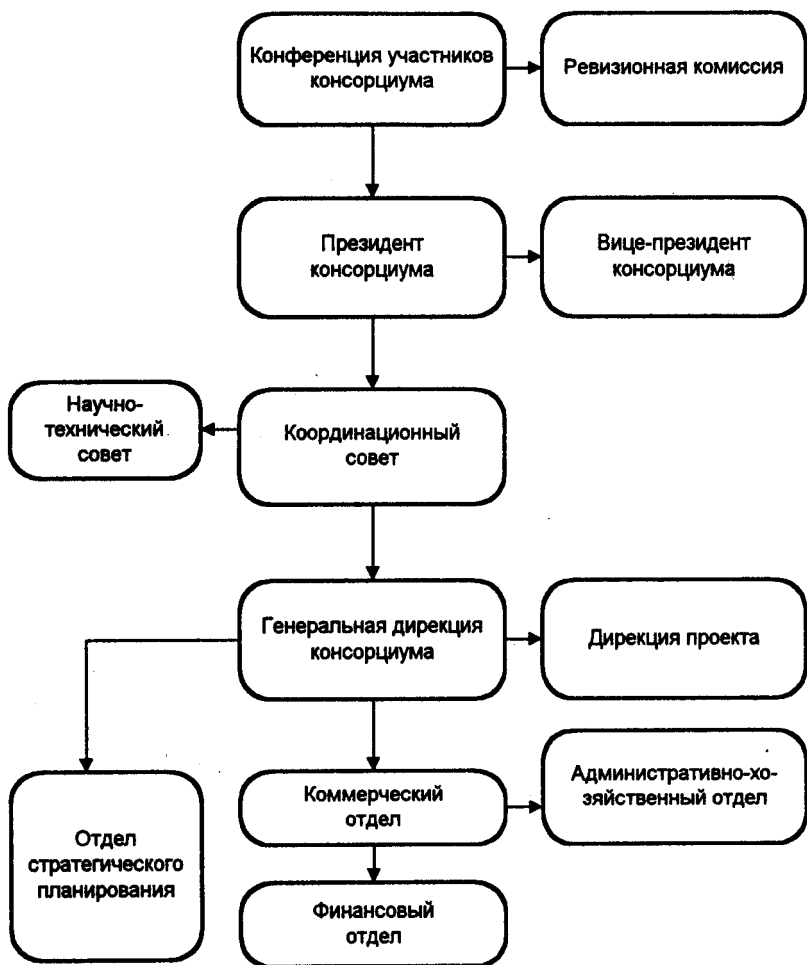 Конференция участников
консорциума
Ревизионная комиссия
Президент
консорциума
Вице-президент
консорциума
Научно-
технический
совет
Координационный
совет
Генеральная дирекция
консорциума
Дирекция проекта
Отдел
стратегического
планирования
Коммерческий
отдел
Административно-хо-
зяйственный отдел
Финансовый
отдел